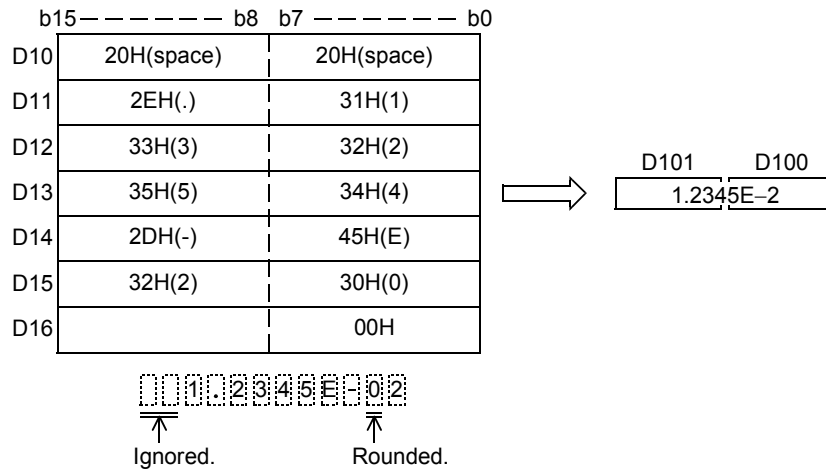 b15 b8 b7 b0
D10 20H(space) 20H(space)
D11 2EH(.) 31H(1)
D12 33H(3) 32H(2)
D13 35H(5) 34H(4)
D14 2DH(-) 45H(E)
D15 32H(2) 30H(0)
D16 00H
D101 D100
1.2345E–2
1.2345E-02
Ignored. Rounded.